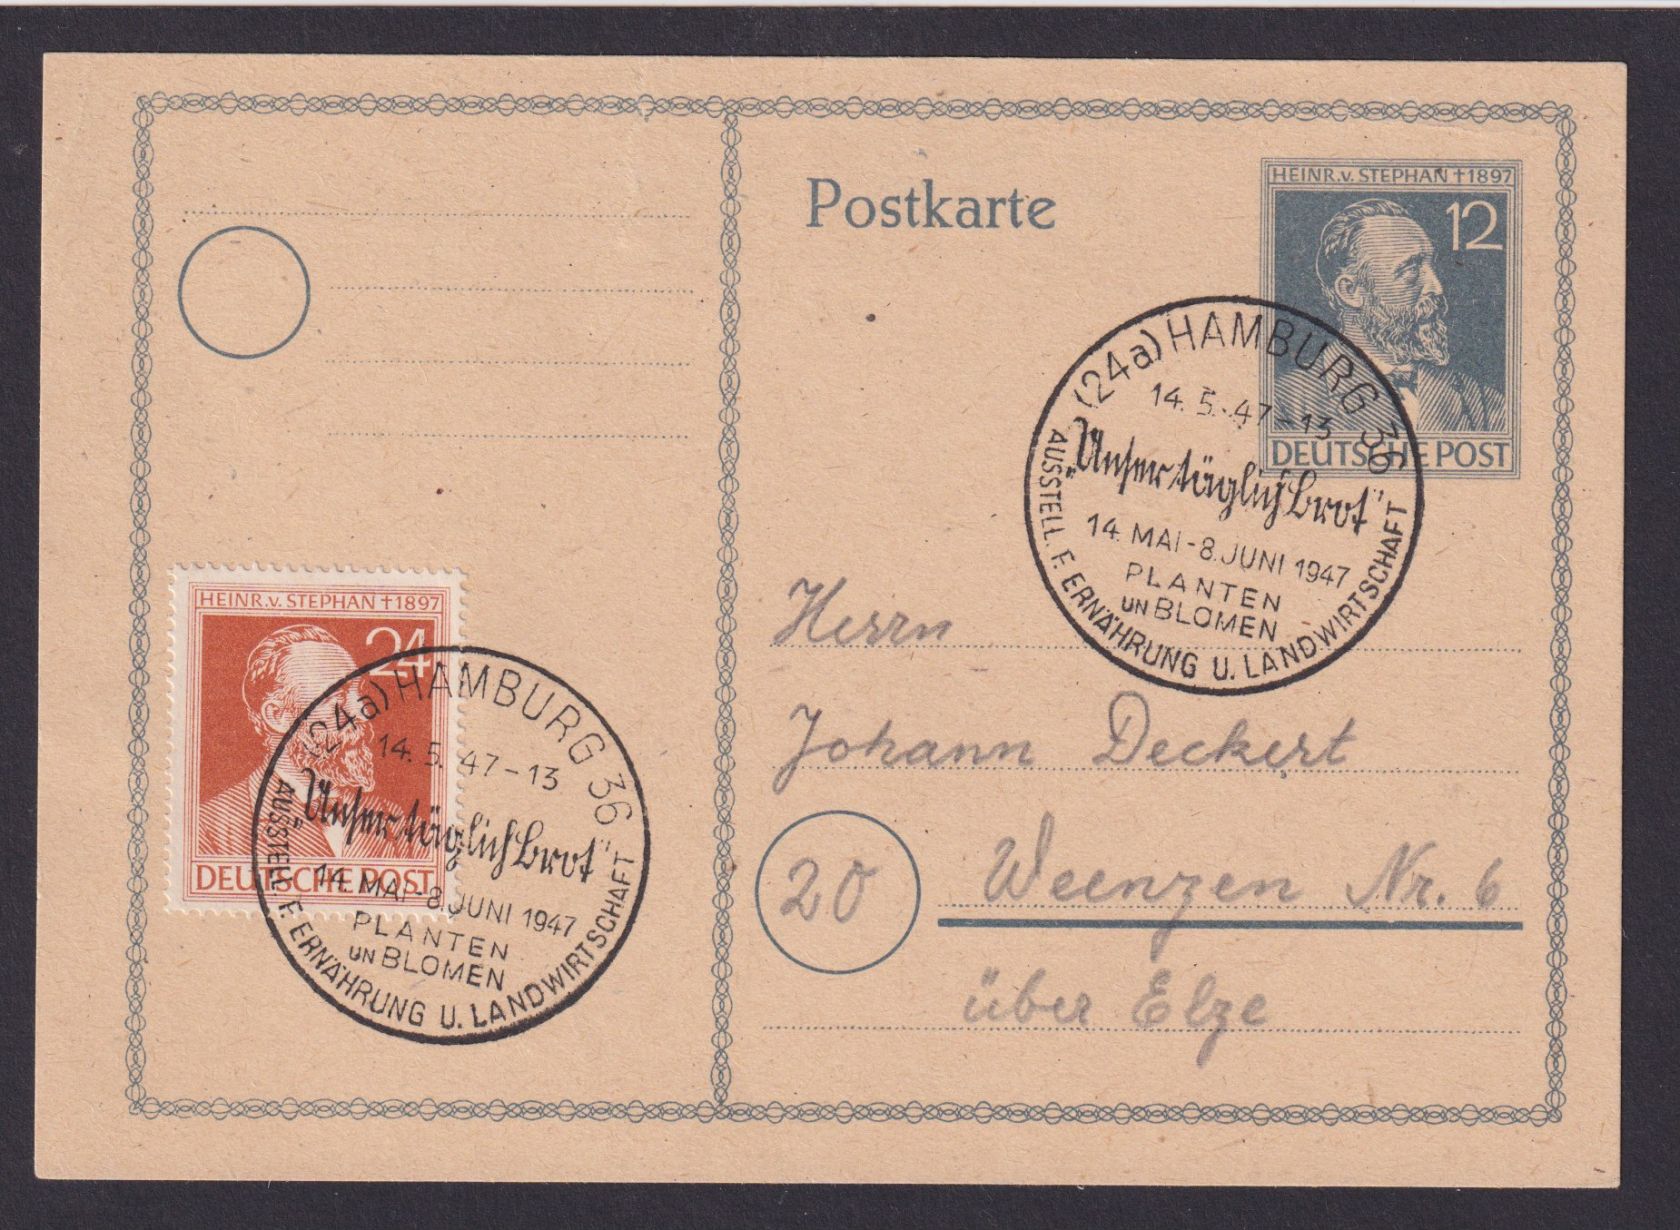 Postkarte
HEINR. v. STEPHAN † 1897
12
DEUTSCHE POST
(24a) HAMBURG 36
14. 5. 47 - 13
„Unser täglich Brot"
14. MAI - 8. JUNI 1947
PLANTEN
UN BLOMEN
AUSSTELL. F. ERNÄHRUNG U. LANDWIRTSCHAFT
HEINR. v. STEPHAN † 1897
24
DEUTSCHE POST
(24a) HAMBURG 36
14. 5. 47 - 13
„Unser täglich Brot"
14. MAI - 8. JUNI 1947
PLANTEN
UN BLOMEN
AUSSTELL. F. ERNÄHRUNG U. LANDWIRTSCHAFT
Herrn
Johann Deckert
20 Weenzen Nr. 6
über Elze